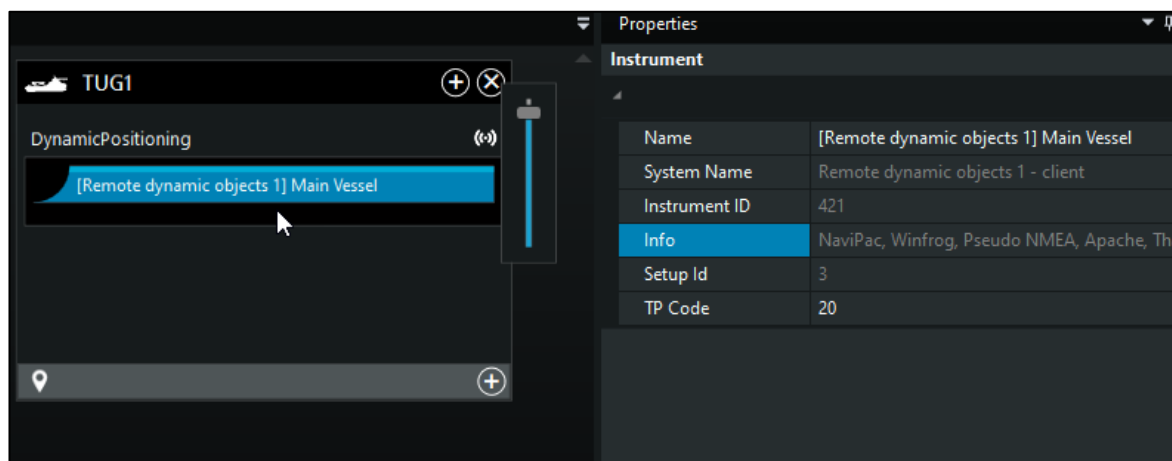 Properties
Instrument
TUG1
DynamicPositioning
[Remote dynamic objects 1] Main Vessel
Name [Remote dynamic objects 1] Main Vessel
System Name Remote dynamic objects 1 - client
Instrument ID 421
Info NaviPac, Winfrog, Pseudo NMEA, Apache, Th
Setup Id 3
TP Code 20